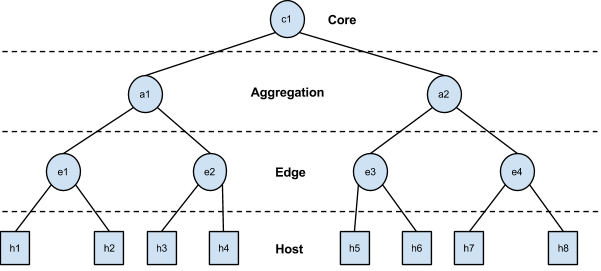 c1 Core
a1 Aggregation a2
e1 e2 Edge e3 e4
h1 h2 h3 h4 Host h5 h6 h7 h8